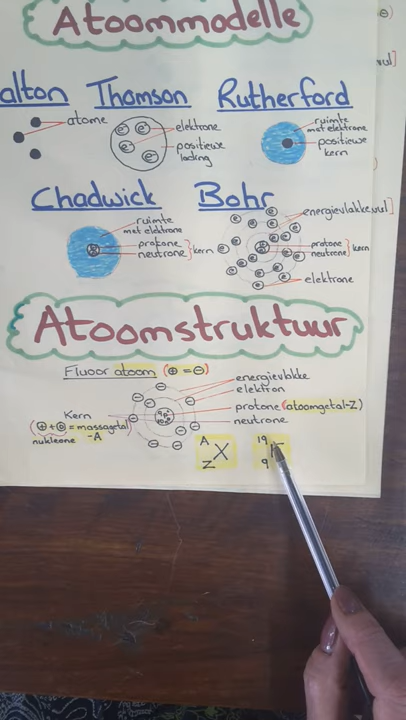 Atoommodelle
alton Thomson Rutherford
atome
elektrone
positiewe
lading
ruimte
met elektrone
positiewe
kern
Chadwick Bohr
ruimte
met elektrone
protone
neutrone
kern
energievlakke
protone
neutrone
kern
elektrone
Atoomstruktuur
Fluoor atoom (+ = -)
energievlakke
elektron
Kern
protone (atoomgetal-Z)
neutrone
= massagetal
nukleone -A
A
Z X
19
9